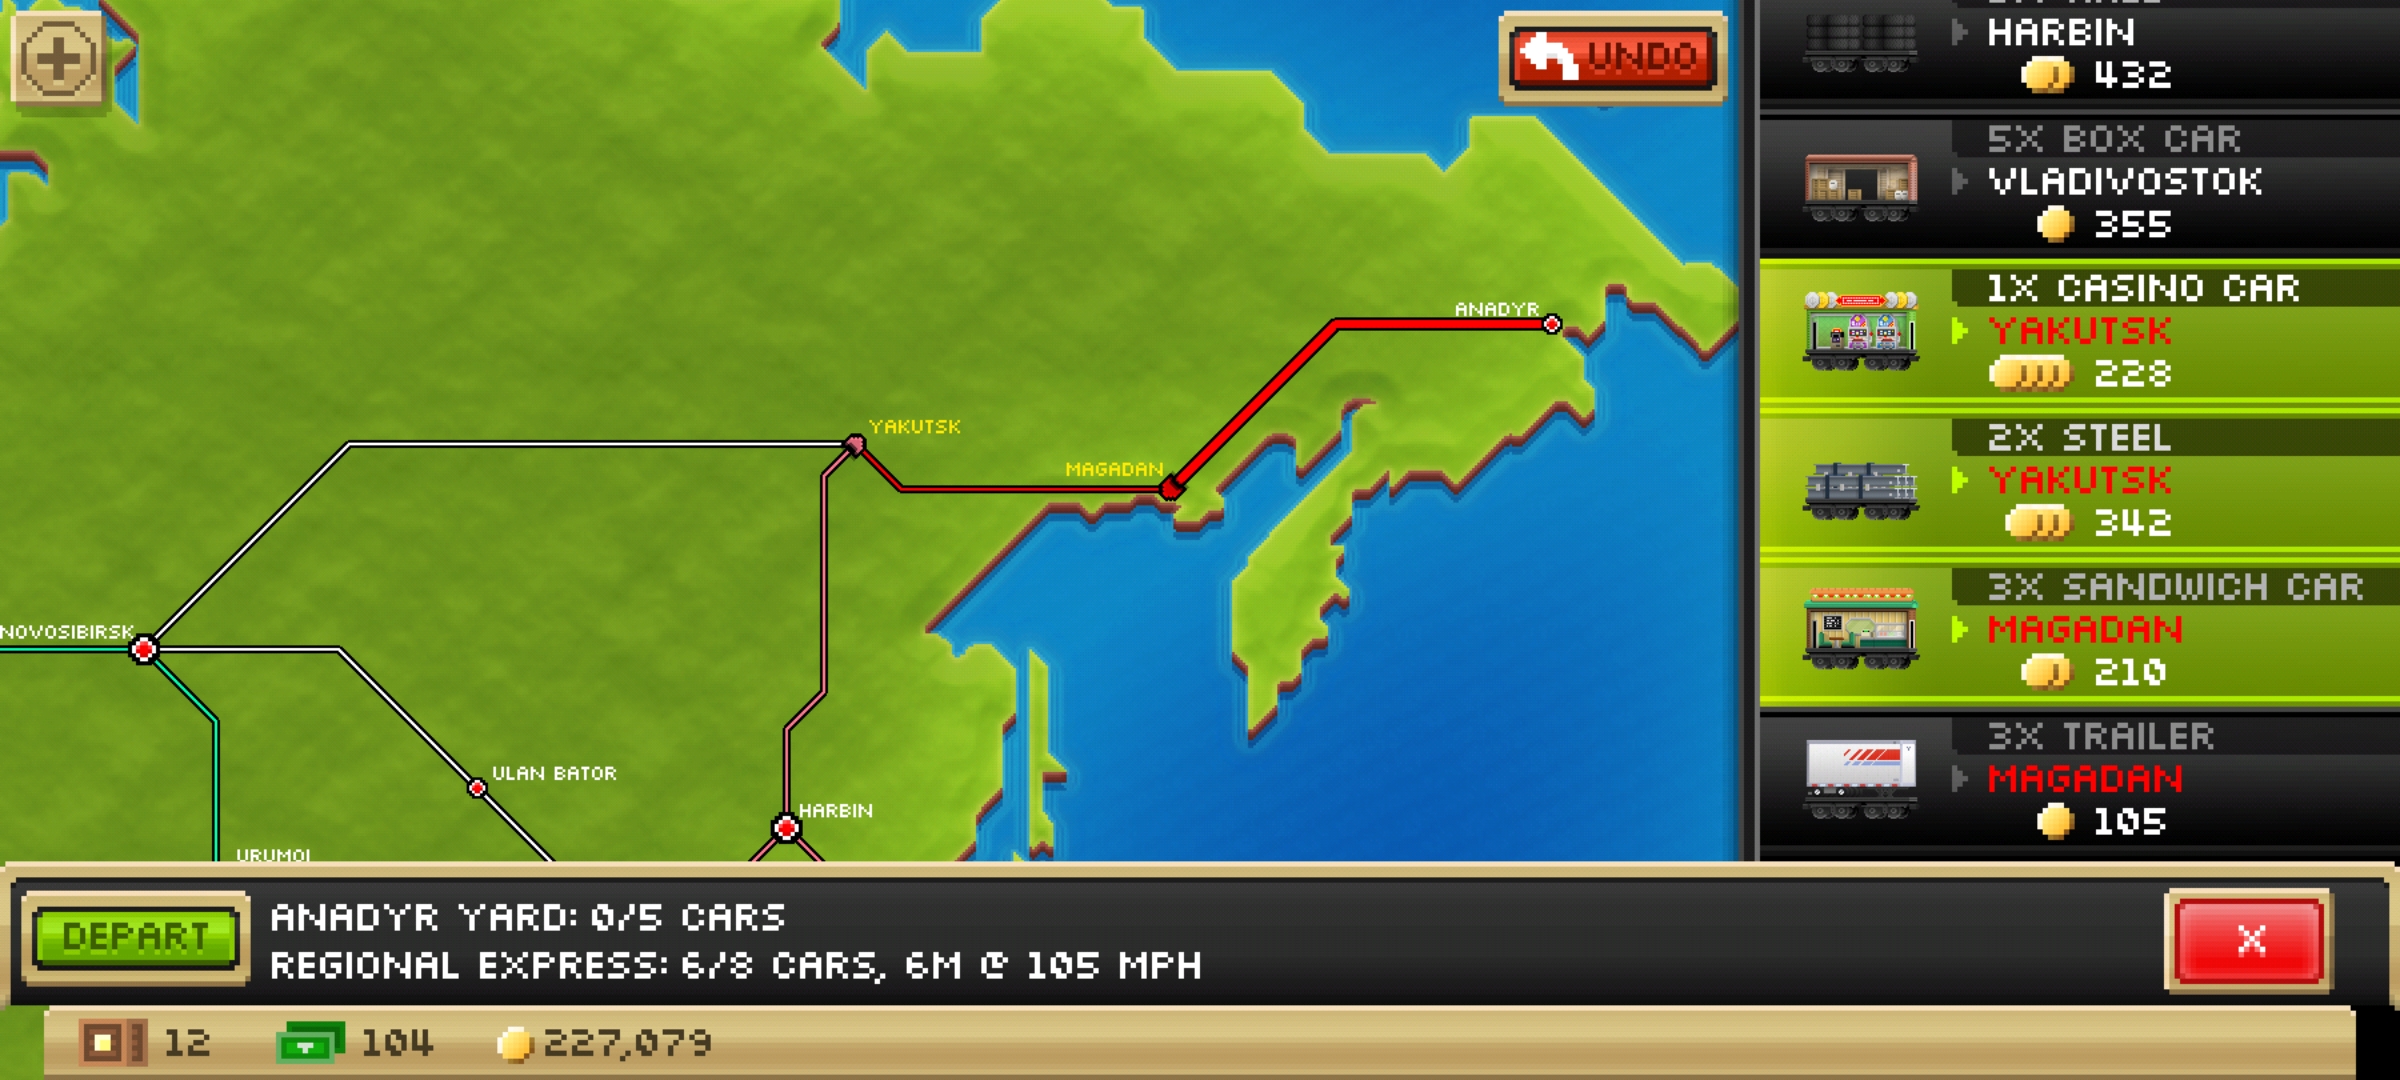 UNDO
ANADYR
YAKUTSK
MAGADAN
NOVOSIBIRSK
ULAN BATOR
HARBIN
HARBIN
432
5X BOX CAR
VLADIVOSTOK
355
1X CASINO CAR
YAKUTSK
228
2X STEEL
YAKUTSK
342
3X SANDWICH CAR
MAGADAN
210
3X TRAILER
MAGADAN
105
DEPART
ANADYR YARD: 0/5 CARS
REGIONAL EXPRESS: 6/8 CARS, 6M @ 105 MPH
X
12
104
227,079